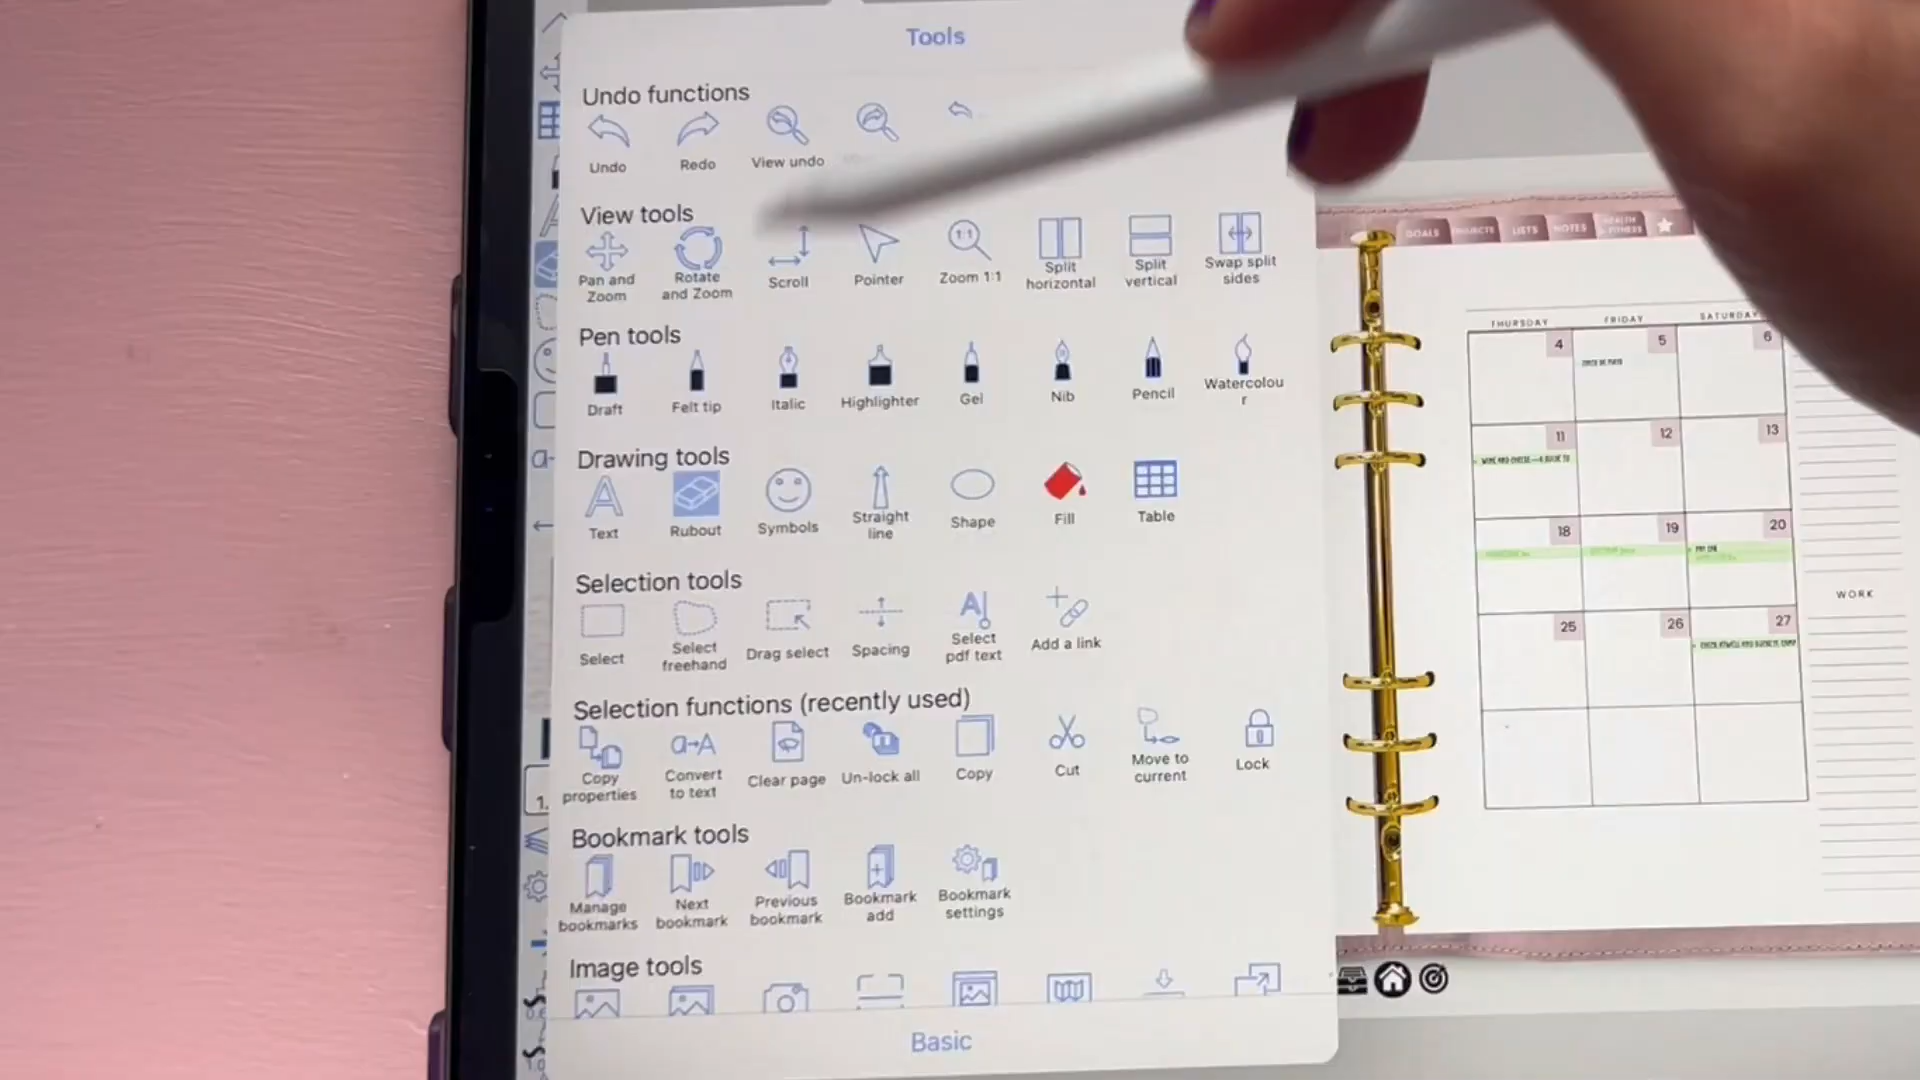 Tools
Undo functions
Undo
Redo
View undo
View tools
Pan and Zoom
Rotate and Zoom
Scroll
Pointer
1:1
Zoom 1:1
Split horizontal
Split vertical
Swap split sides
Pen tools
Draft
Felt tip
Italic
Highlighter
Gel
Nib
Pencil
Watercolou
r
Drawing tools
Text
Rubout
Symbols
Straight line
Shape
Fill
Table
Selection tools
Select
Select freehand
Drag select
Spacing
Select pdf text
Add a link
Selection functions (recently used)
Copy properties
Convert to text
Clear page
Un-lock all
Copy
Cut
Move to current
Lock
Bookmark tools
Manage bookmarks
Next bookmark
Previous bookmark
Bookmark add
Bookmark settings
Image tools
Basic
GOALS
PROJECTS
LISTS
NOTES
HEALTH & FITNESS
THURSDAY
FRIDAY
SATURDAY
4
5
6
11
12
13
18
19
20
25
26
27
WORK